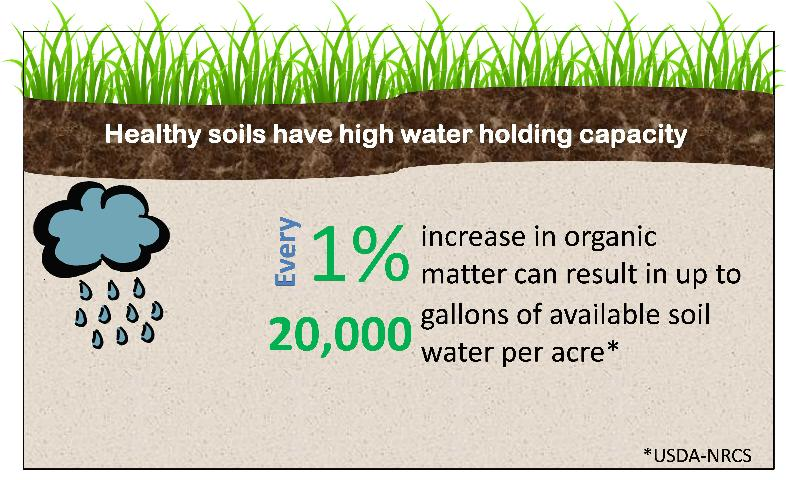 Healthy soils have high water holding capacity
Every 1% increase in organic
matter can result in up to
20,000 gallons of available soil
water per acre*
*USDA-NRCS